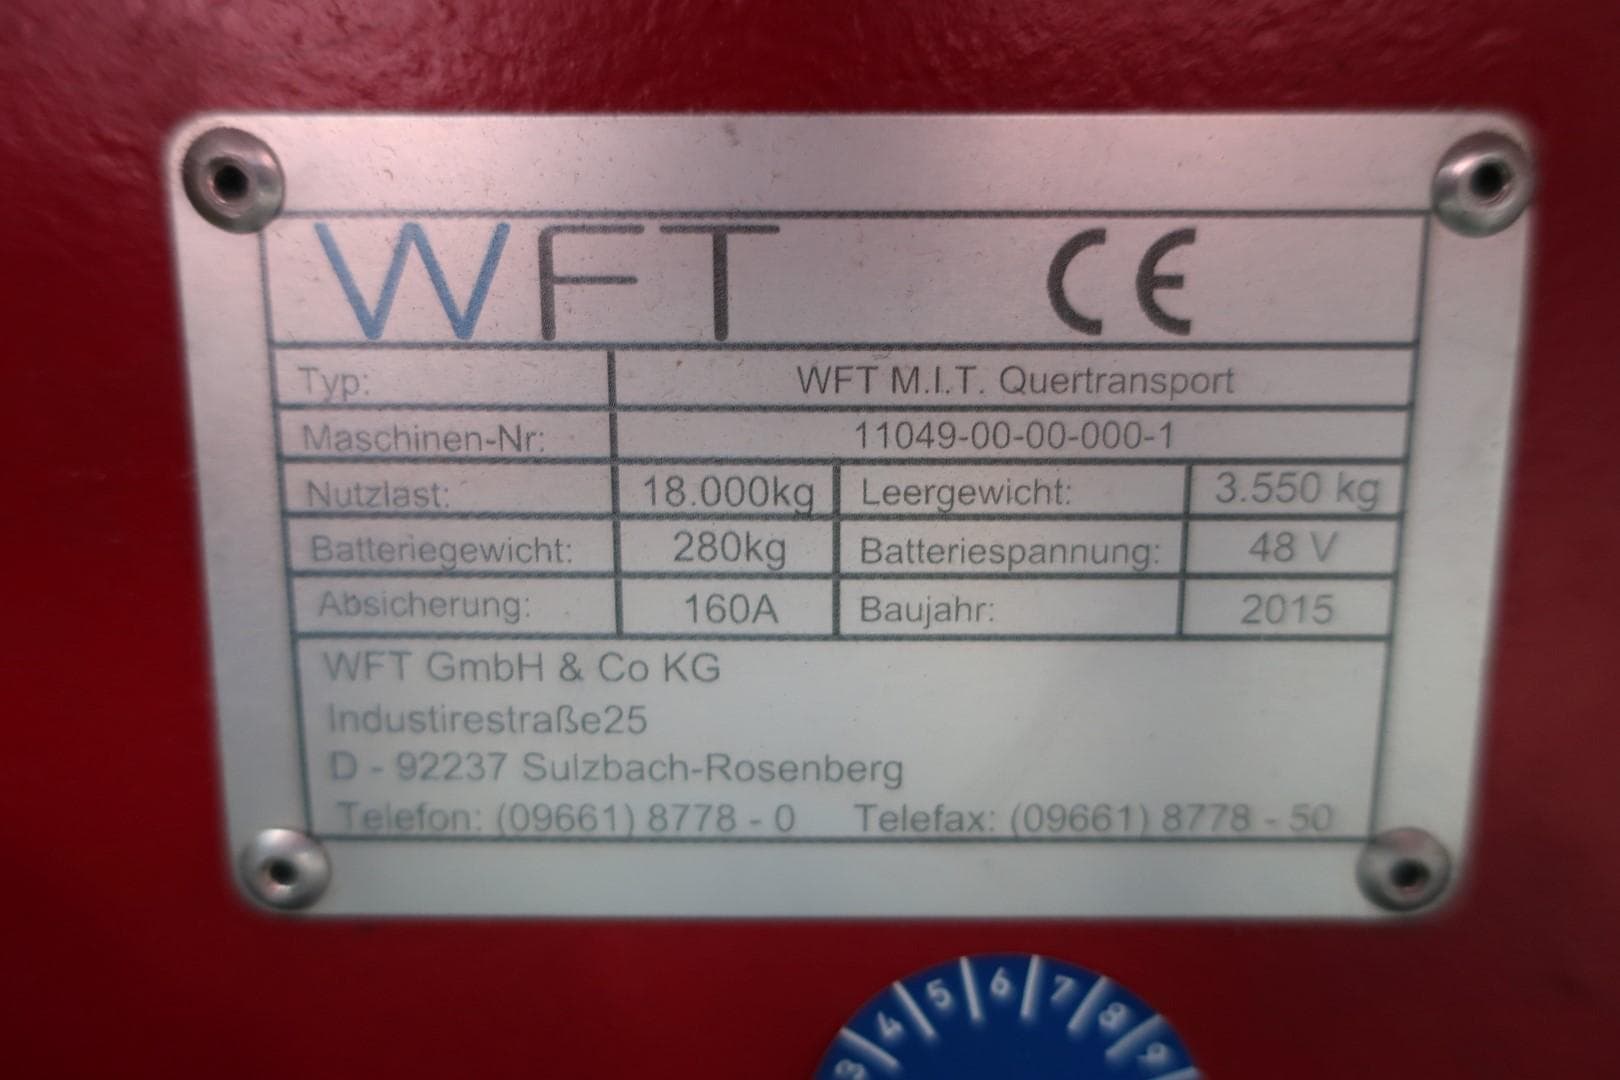 WFT CE
Typ: WFT M.I.T. Quertransport
Maschinen-Nr: 11049-00-00-000-1
Nutzlast: 18.000kg Leergewicht: 3.550 kg
Batteriegewicht: 280kg Batteriespannung: 48 V
Absicherung: 160A Baujahr: 2015
WFT GmbH & Co KG
Industirestraße25
D - 92237 Sulzbach-Rosenberg
Telefon: (09661) 8778 - 0 Telefax: (09661) 8778 - 50
3 4 5 6 7 8 9